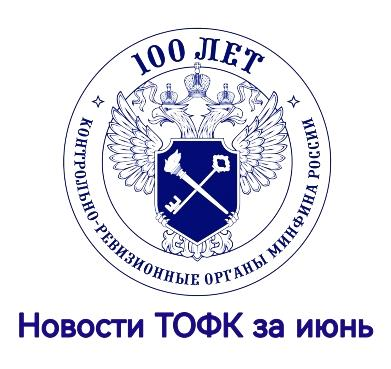 100 ЛЕТ
КОНТРОЛЬНО-РЕВИЗИОННЫЕ ОРГАНЫ МИНФИНА РОССИИ
Новости ТОФК за июнь